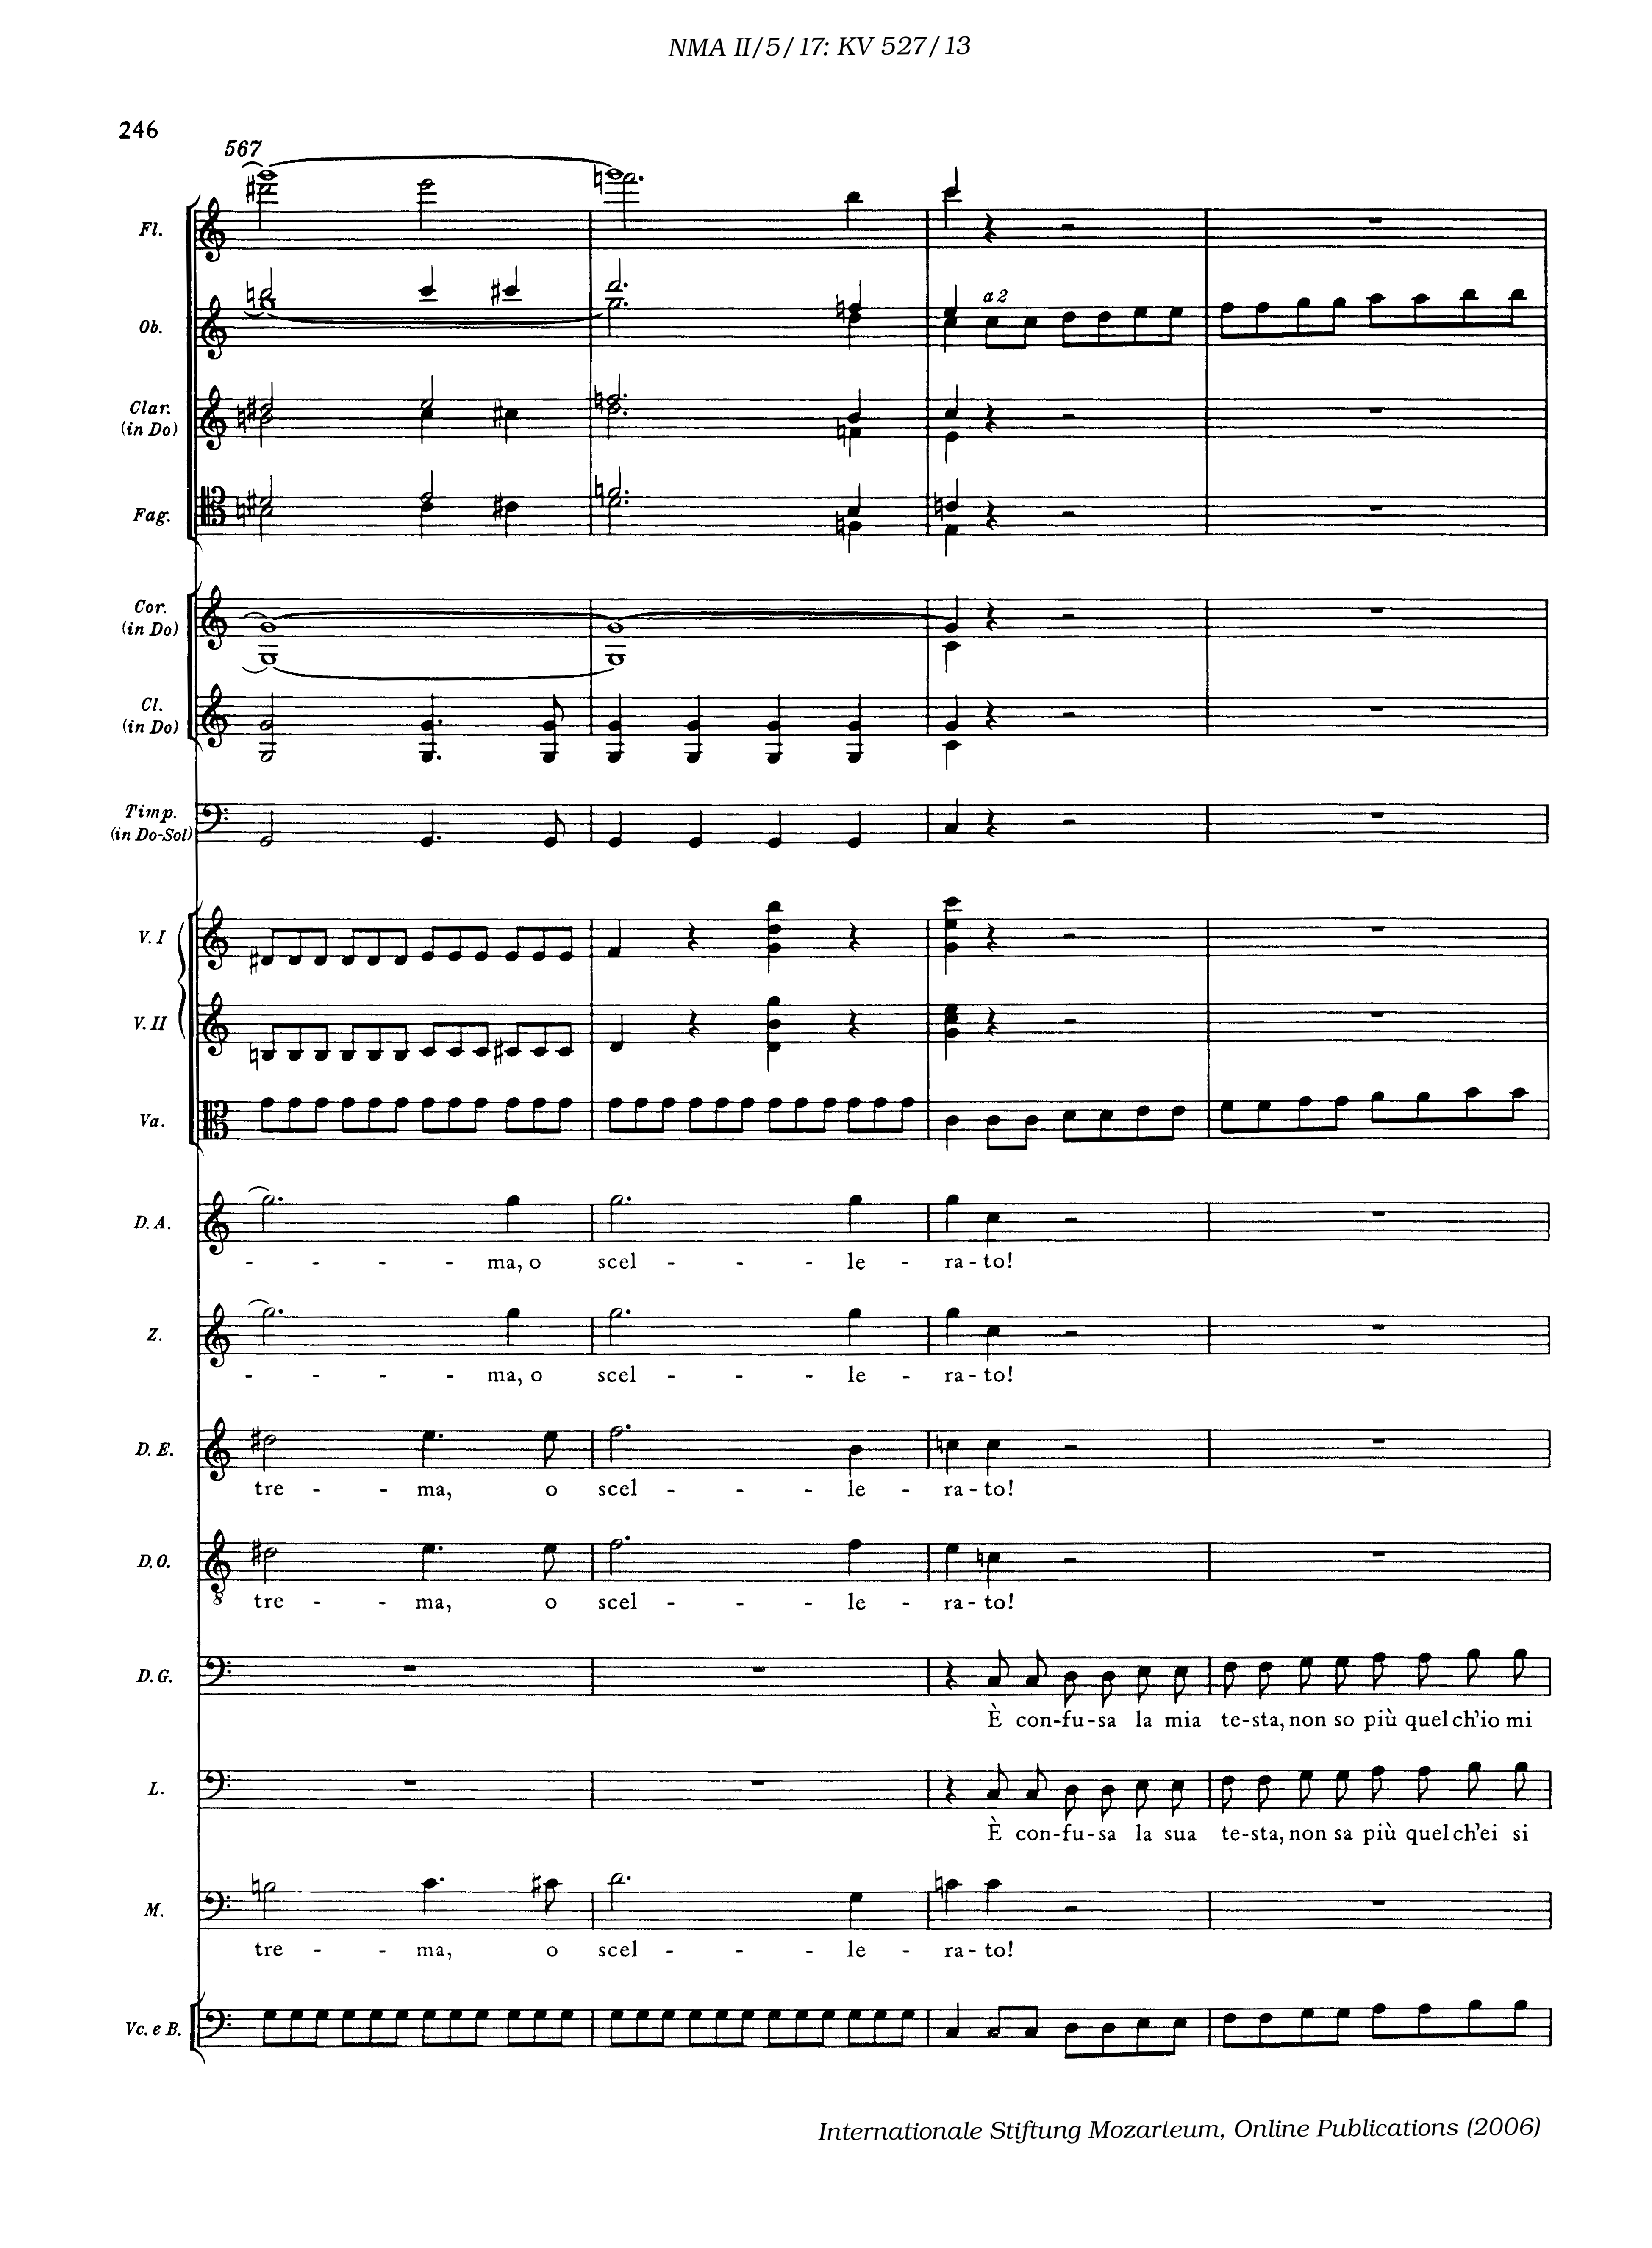 NMA II/5/17: KV 527/13
246
567
Fl.
Ob.
a 2
Clar.
(in Do)
Fag.
Cor.
(in Do)
Cl.
(in Do)
Timp.
(in Do-Sol)
V. I
V. II
Va.
D. A.
- - - - ma, o scel - - - le - ra - to!
Z.
- - - - ma, o scel - - - le - ra - to!
D. E.
tre - - ma, o scel - - - le - ra - to!
D. O.
8
tre - - ma, o scel - - - le - ra - to!
D. G.
È con-fu-sa la mia te-sta, non so più quel ch'io mi
L.
È con-fu-sa la sua te-sta, non sa più quel ch'ei si
M.
tre - - ma, o scel - - - le - ra - to!
Vc. e B.
Internationale Stiftung Mozarteum, Online Publications (2006)